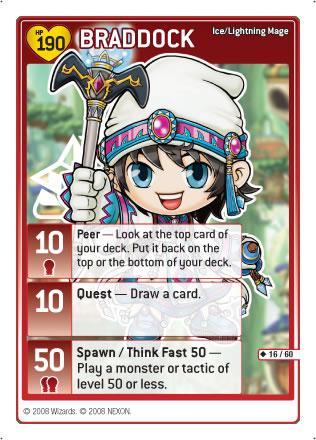 HP
190
BRADDOCK
Ice/Lightning Mage
10
Peer — Look at the top card of
your deck. Put it back on the
top or the bottom of your deck.
10
Quest — Draw a card.
50
Spawn / Think Fast 50 —
Play a monster or tactic of
level 50 or less.
◆ 16 / 60
© 2008 Wizards. © 2008 NEXON.